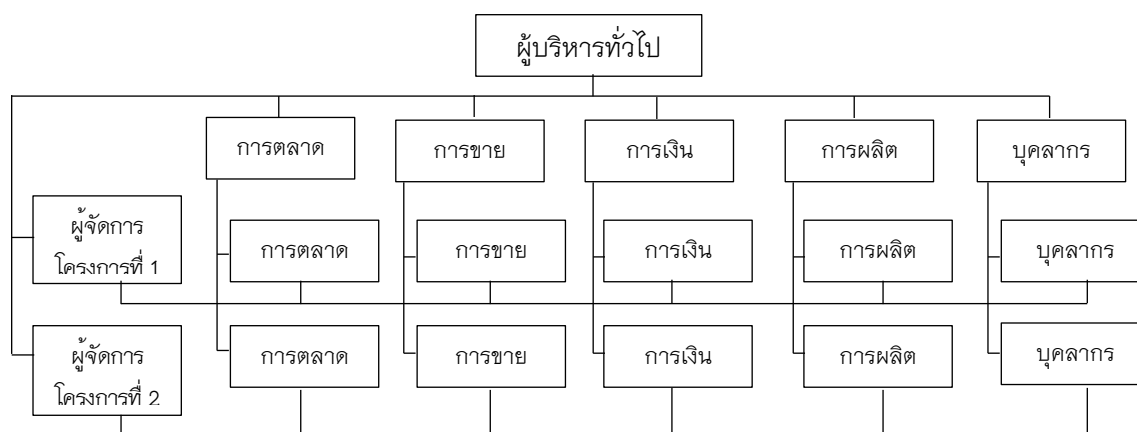 ผู้บริหารทั่วไป
การตลาด
การขาย
การเงิน
การผลิต
บุคลากร
ผู้จัดการ
โครงการที่ 1
การตลาด
การขาย
การเงิน
การผลิต
บุคลากร
ผู้จัดการ
โครงการที่ 2
การตลาด
การขาย
การเงิน
การผลิต
บุคลากร